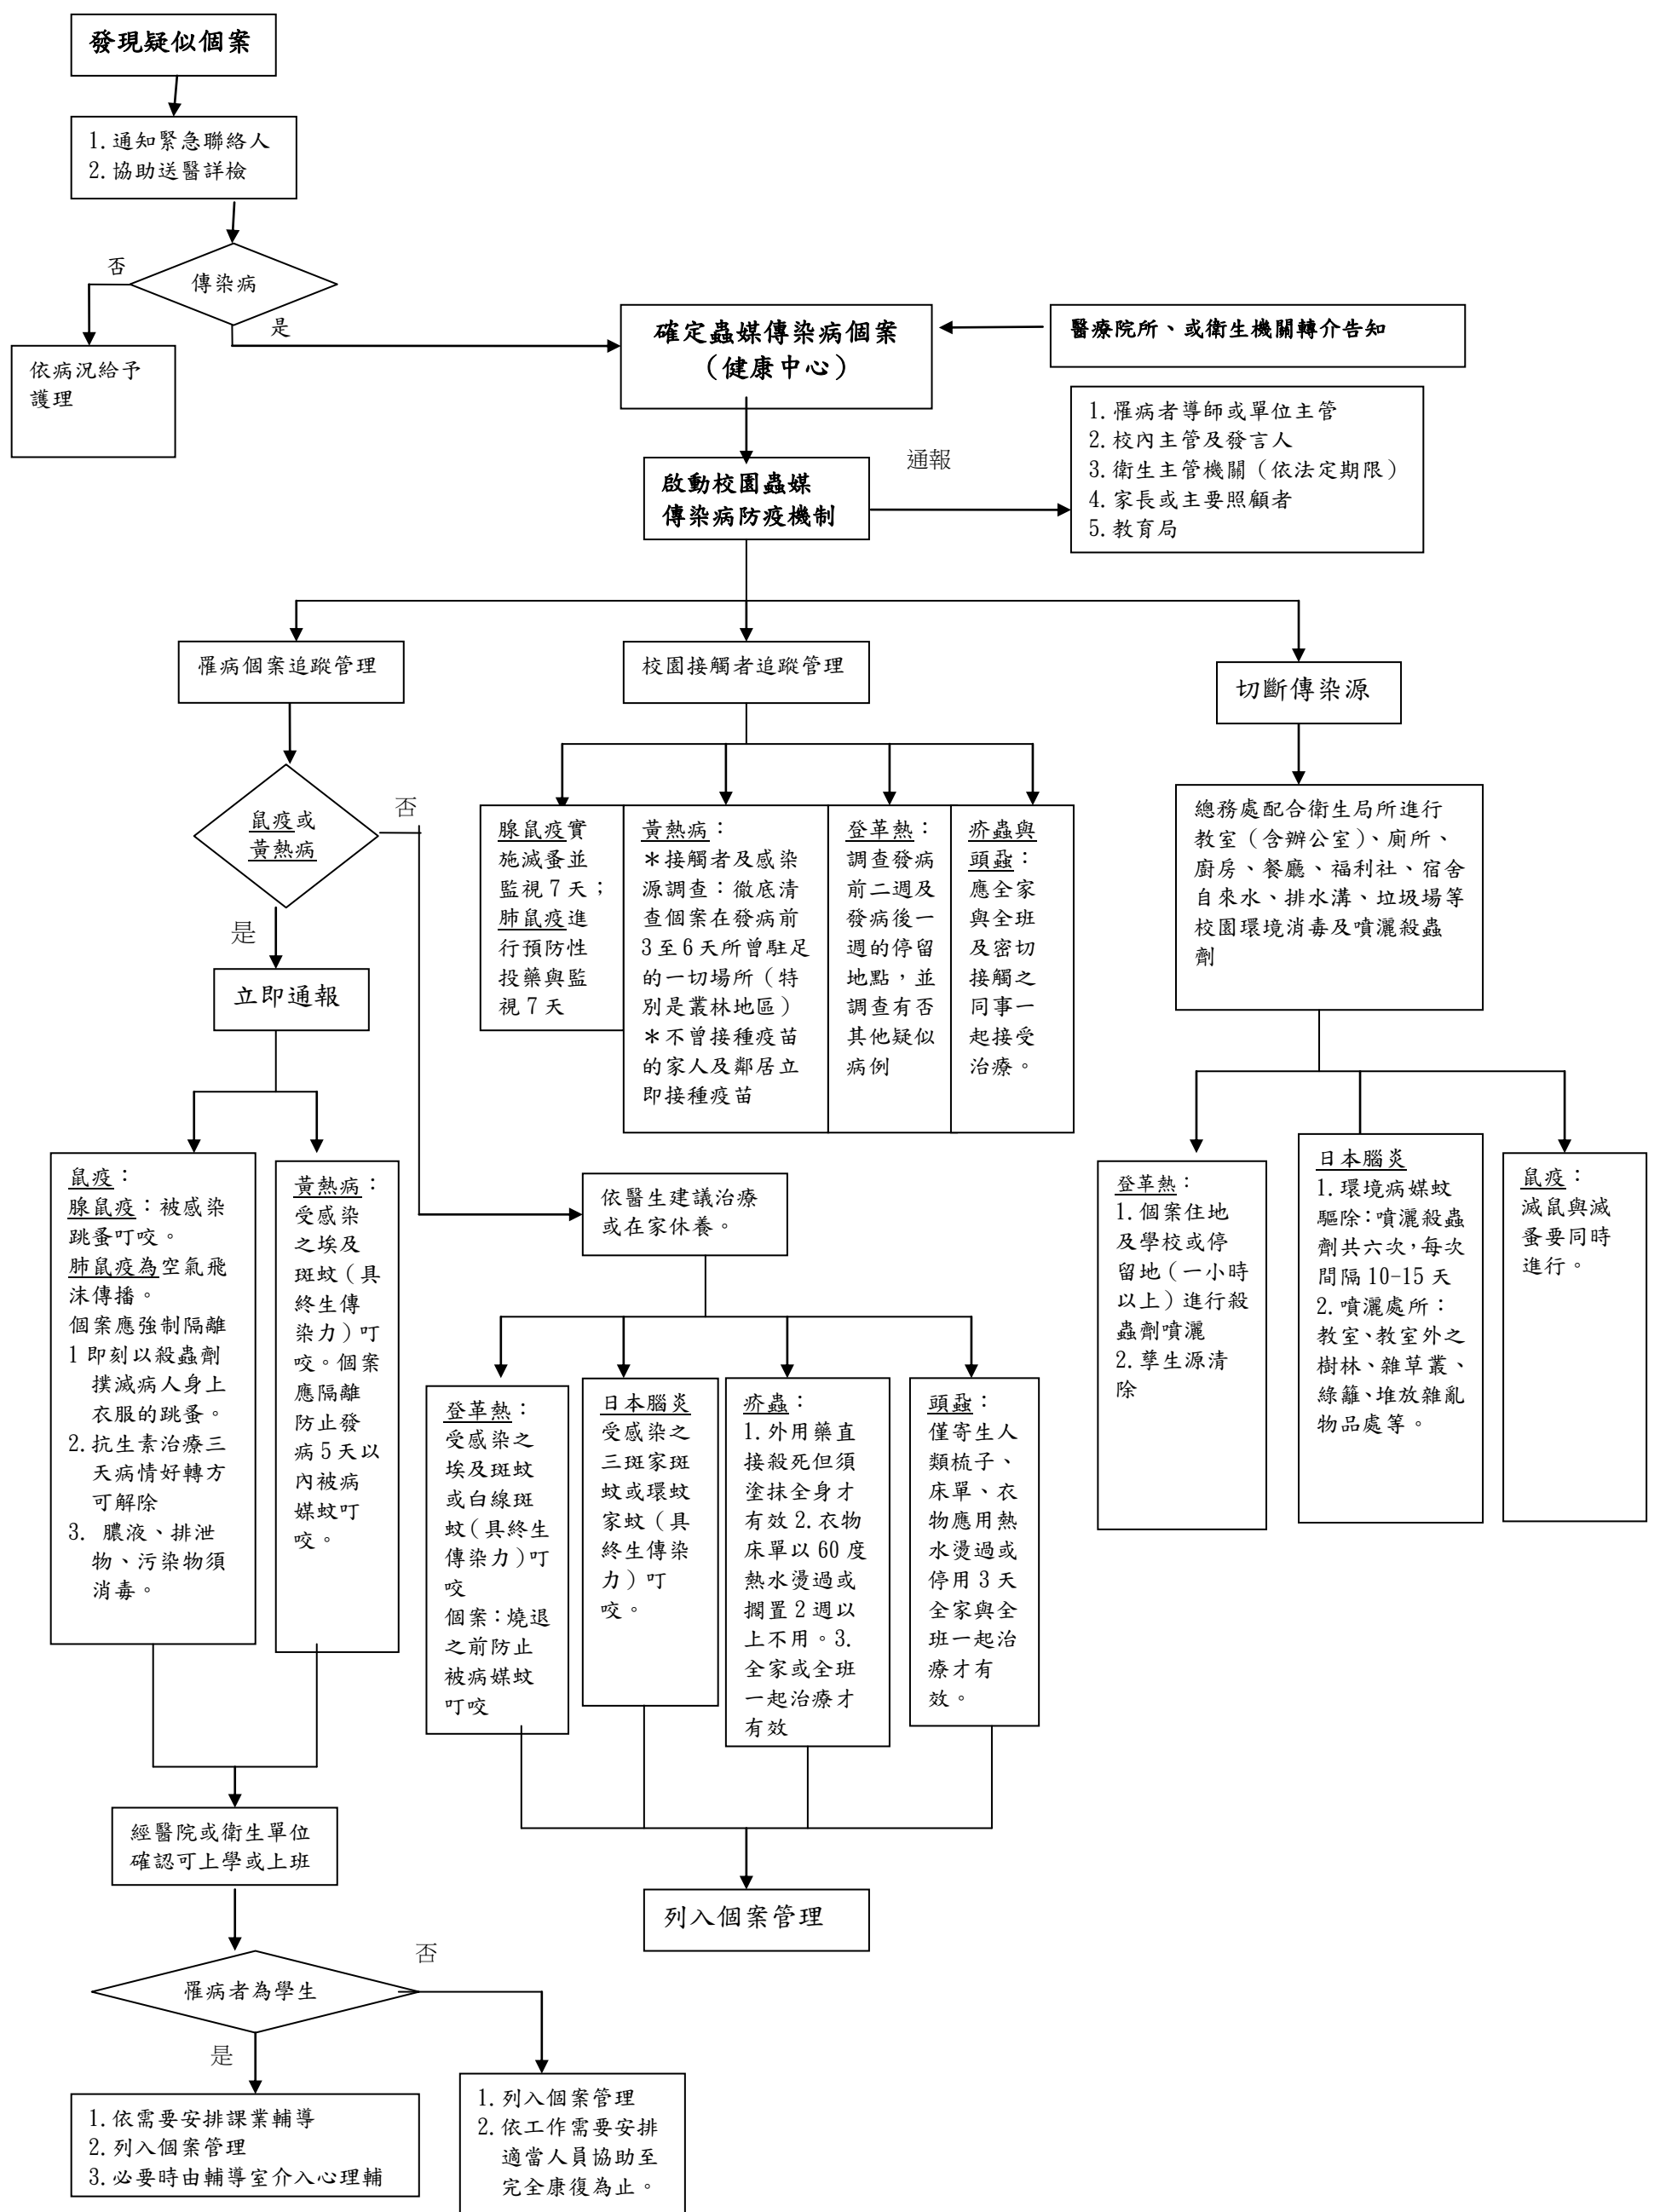 發現疑似個案
1.通知緊急聯絡人
2.協助送醫詳檢
傳染病
否
是
依病況給予
護理
確定蟲媒傳染病個案
（健康中心）
醫療院所、或衛生機關轉介告知
啟動校園蟲媒
傳染病防疫機制
通報
1.罹病者導師或單位主管
2.校內主管及發言人
3.衛生主管機關（依法定期限）
4.家長或主要照顧者
5.教育局
罹病個案追蹤管理
校園接觸者追蹤管理
切斷傳染源
鼠疫或
黃熱病
否
是
立即通報
腺鼠疫實
施滅蚤並
監視7天；
肺鼠疫進
行預防性
投藥與監
視7天
黃熱病：
＊接觸者及感染
源調查：徹底清
查個案在發病前
3至6天所曾駐足
的一切場所（特
別是叢林地區）
＊不曾接種疫苗
的家人及鄰居立
即接種疫苗
登革熱：
調查發病
前二週及
發病後一
週的停留
地點，並
調查有否
其他疑似
病例
疥蟲與
頭蝨：
應全家
與全班
及密切
接觸之
同事一
起接受
治療。
總務處配合衛生局所進行
教室（含辦公室）、廁所、
廚房、餐廳、福利社、宿舍
自來水、排水溝、垃圾場等
校園環境消毒及噴灑殺蟲
劑
鼠疫：
腺鼠疫：被感染
跳蚤叮咬。
肺鼠疫為空氣飛
沫傳播。
個案應強制隔離
1 即刻以殺蟲劑
撲滅病人身上
衣服的跳蚤。
2.抗生素治療三
天病情好轉方
可解除
3. 膿液、排泄
物、污染物須
消毒。
黃熱病：
受感染
之埃及
斑蚊（具
終生傳
染力）叮
咬。個案
應隔離
防止發
病5天以
內被病
媒蚊叮
咬。
依醫生建議治療
或在家休養。
登革熱：
受感染之
埃及斑蚊
或白線斑
蚊（具終生
傳染力）叮
咬
個案：燒退
之前防止
被病媒蚊
叮咬
日本腦炎
受感染之
三斑家斑
蚊或環蚊
家蚊（具
終生傳染
力）叮
咬。
疥蟲：
1.外用藥直
接殺死但須
塗抹全身才
有效 2.衣物
床單以60度
熱水燙過或
擱置2週以
上不用。3.
全家或全班
一起治療才
有效
頭蝨：
僅寄生人
類梳子、
床單、衣
物應用熱
水燙過或
停用3天
全家與全
班一起治
療才有
效。
登革熱：
1.個案住地
及學校或停
留地（一小時
以上）進行殺
蟲劑噴灑
2.孳生源清
除
日本腦炎
1.環境病媒蚊
驅除：噴灑殺蟲
劑共六次，每次
間隔10-15天
2.噴灑處所：
教室、教室外之
樹林、雜草叢、
綠籬、堆放雜亂
物品處等。
鼠疫：
滅鼠與滅
蚤要同時
進行。
經醫院或衛生單位
確認可上學或上班
列入個案管理
罹病者為學生
否
是
1.依需要安排課業輔導
2.列入個案管理
3.必要時由輔導室介入心理輔
1.列入個案管理
2.依工作需要安排
適當人員協助至
完全康復為止。